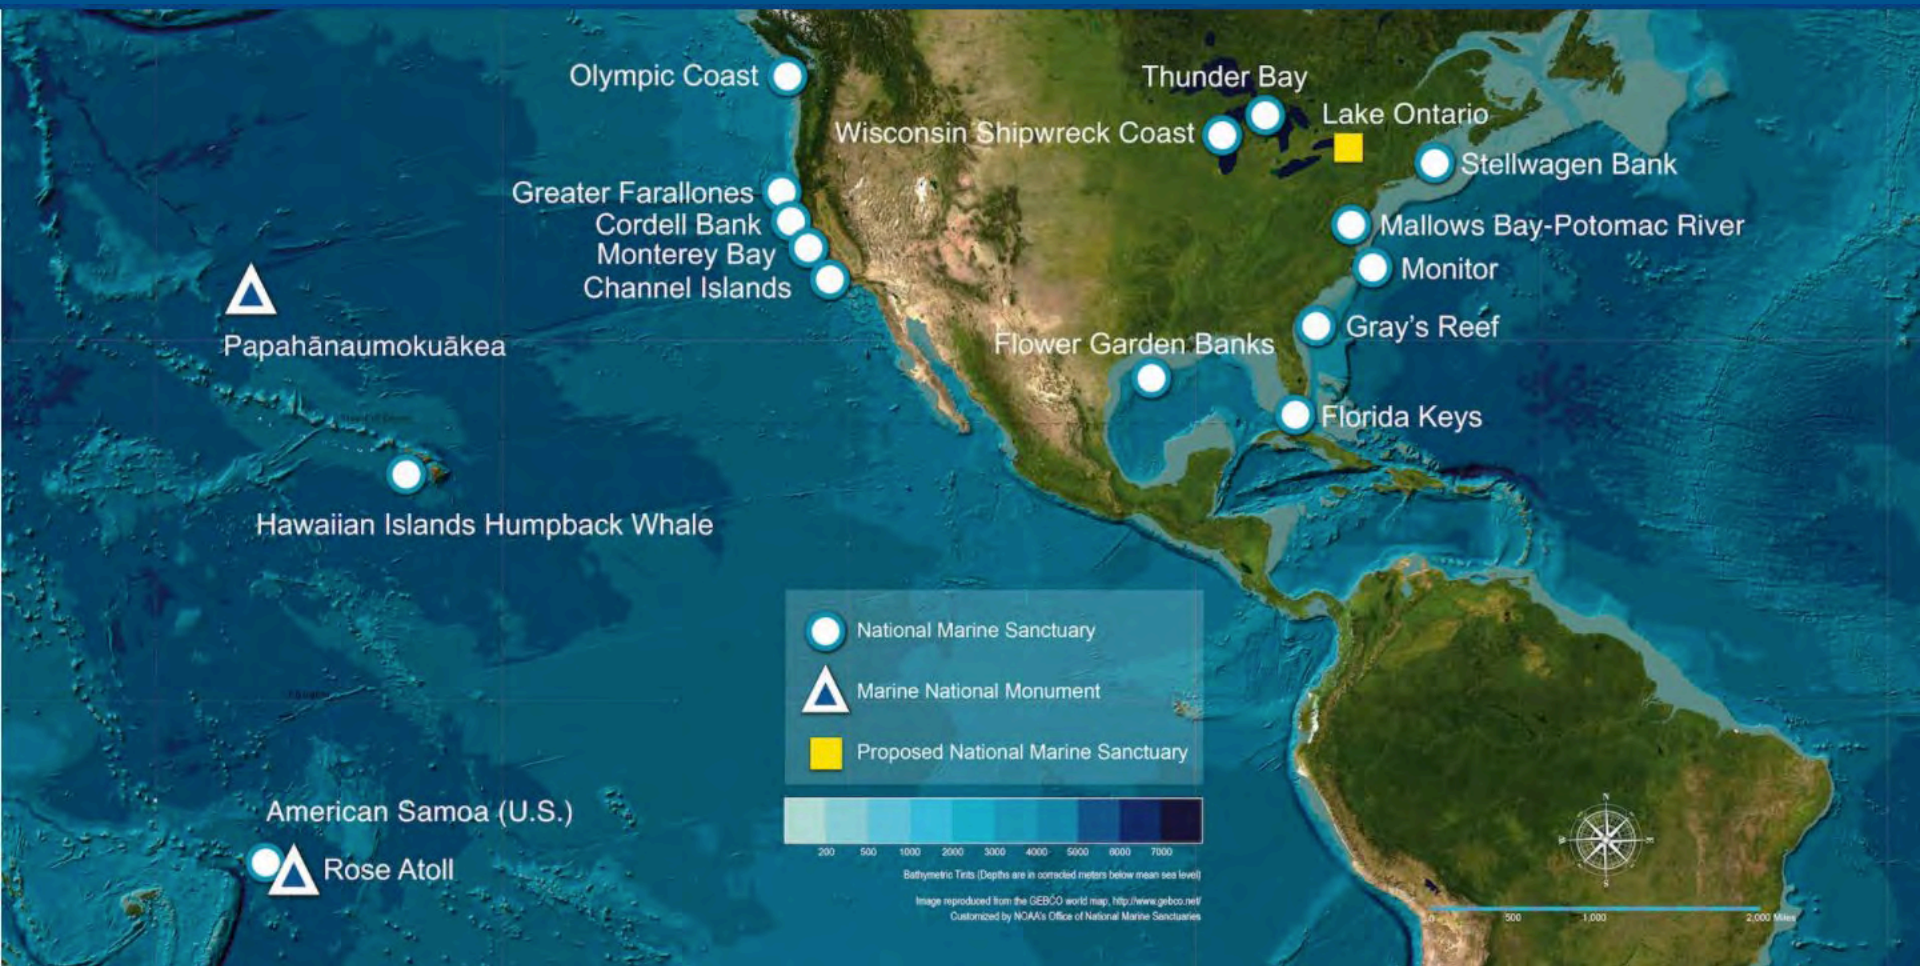 Olympic Coast
Thunder Bay
Lake Ontario
Wisconsin Shipwreck Coast
Stellwagen Bank
Greater Farallones
Cordell Bank
Mallows Bay-Potomac River
Monterey Bay
Monitor
Channel Islands
Gray's Reef
Papahānaumokuākea
Flower Garden Banks
Florida Keys
Hawaiian Islands Humpback Whale
National Marine Sanctuary
Marine National Monument
Proposed National Marine Sanctuary
American Samoa (U.S.)
Rose Atoll
200 500 1000 2000 3000 4000 5000 6000 7000
Bathymetric Tints (Depths are in corrected meters below mean sea level)
Image reproduced from the GEBCO world map, http://www.gebco.net/
Customized by NOAA's Office of National Marine Sanctuaries
N
W E
S
0 500 1,000 2,000 Miles